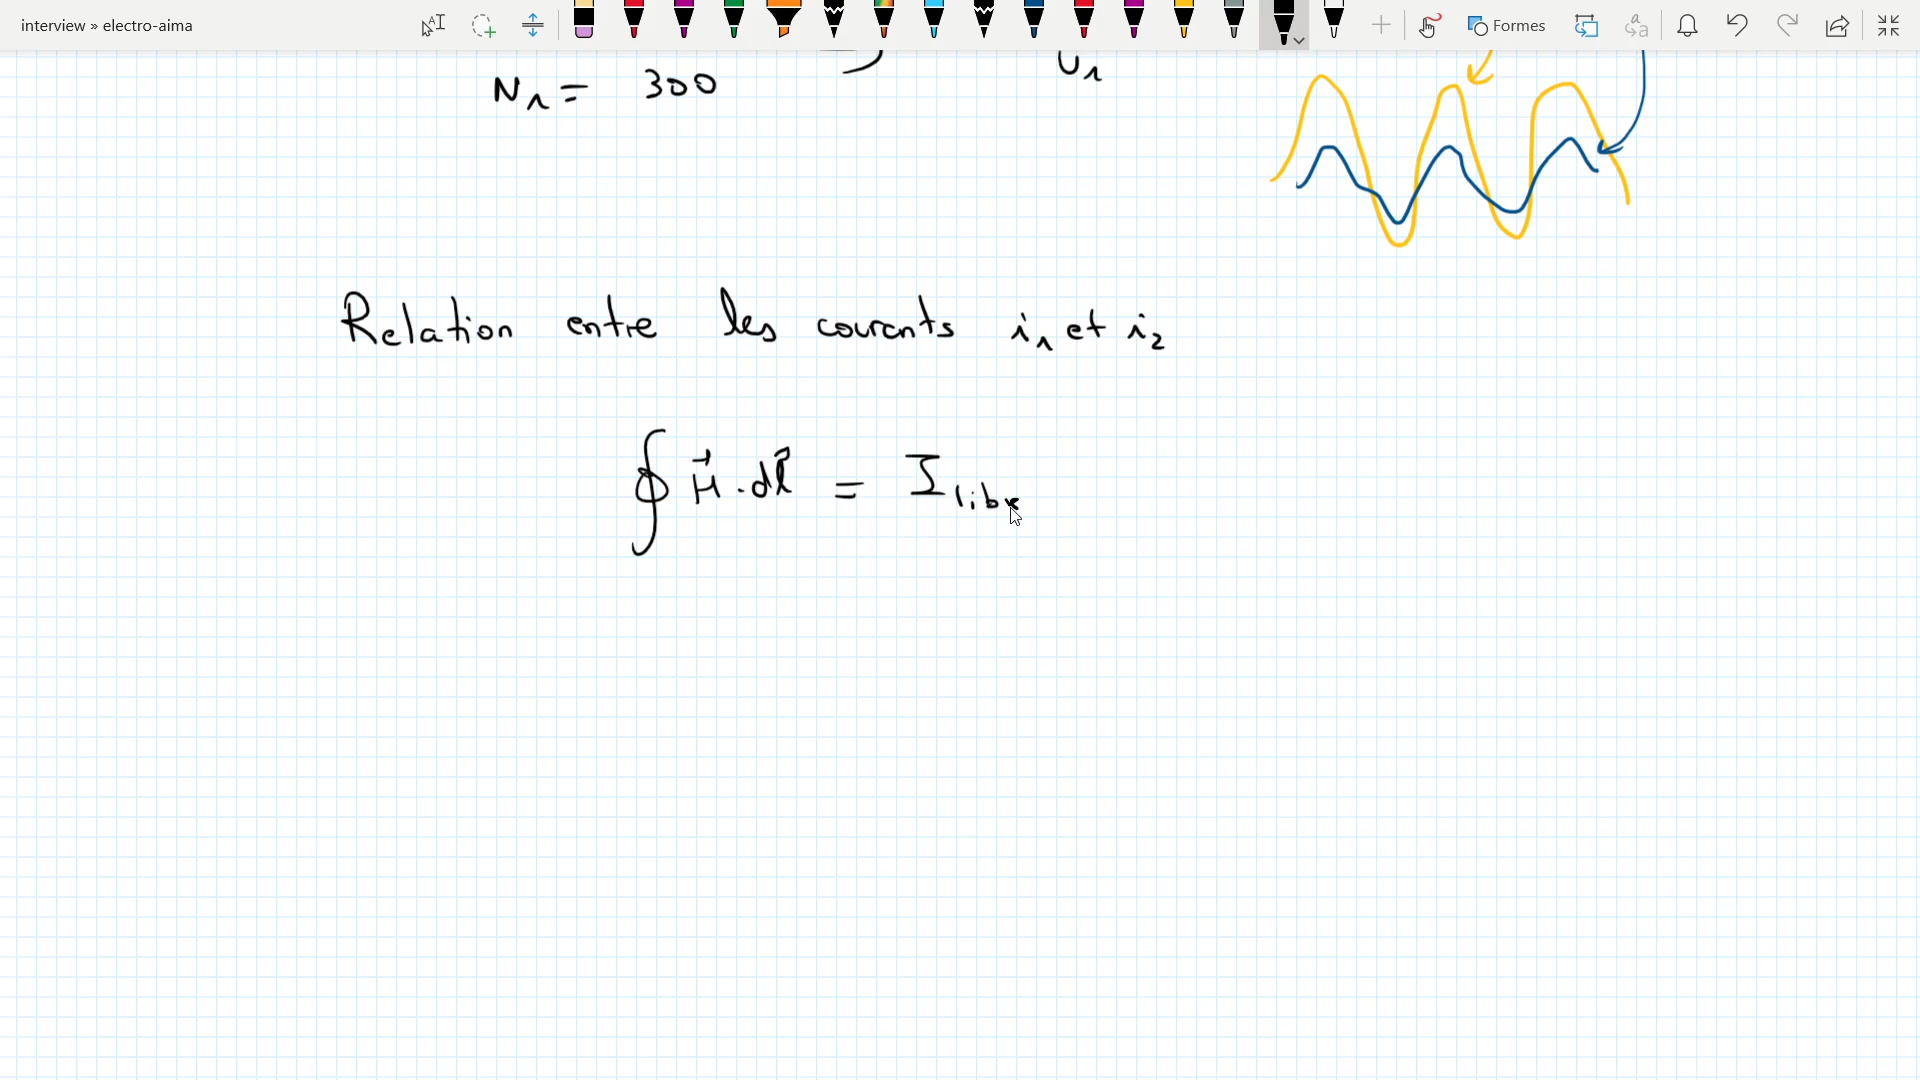 interview » electro-aima
Formes
N₁ = 300
U₁
Relation entre les courants i₁ et i₂
∮ H⃗ . dl⃗ = I libre